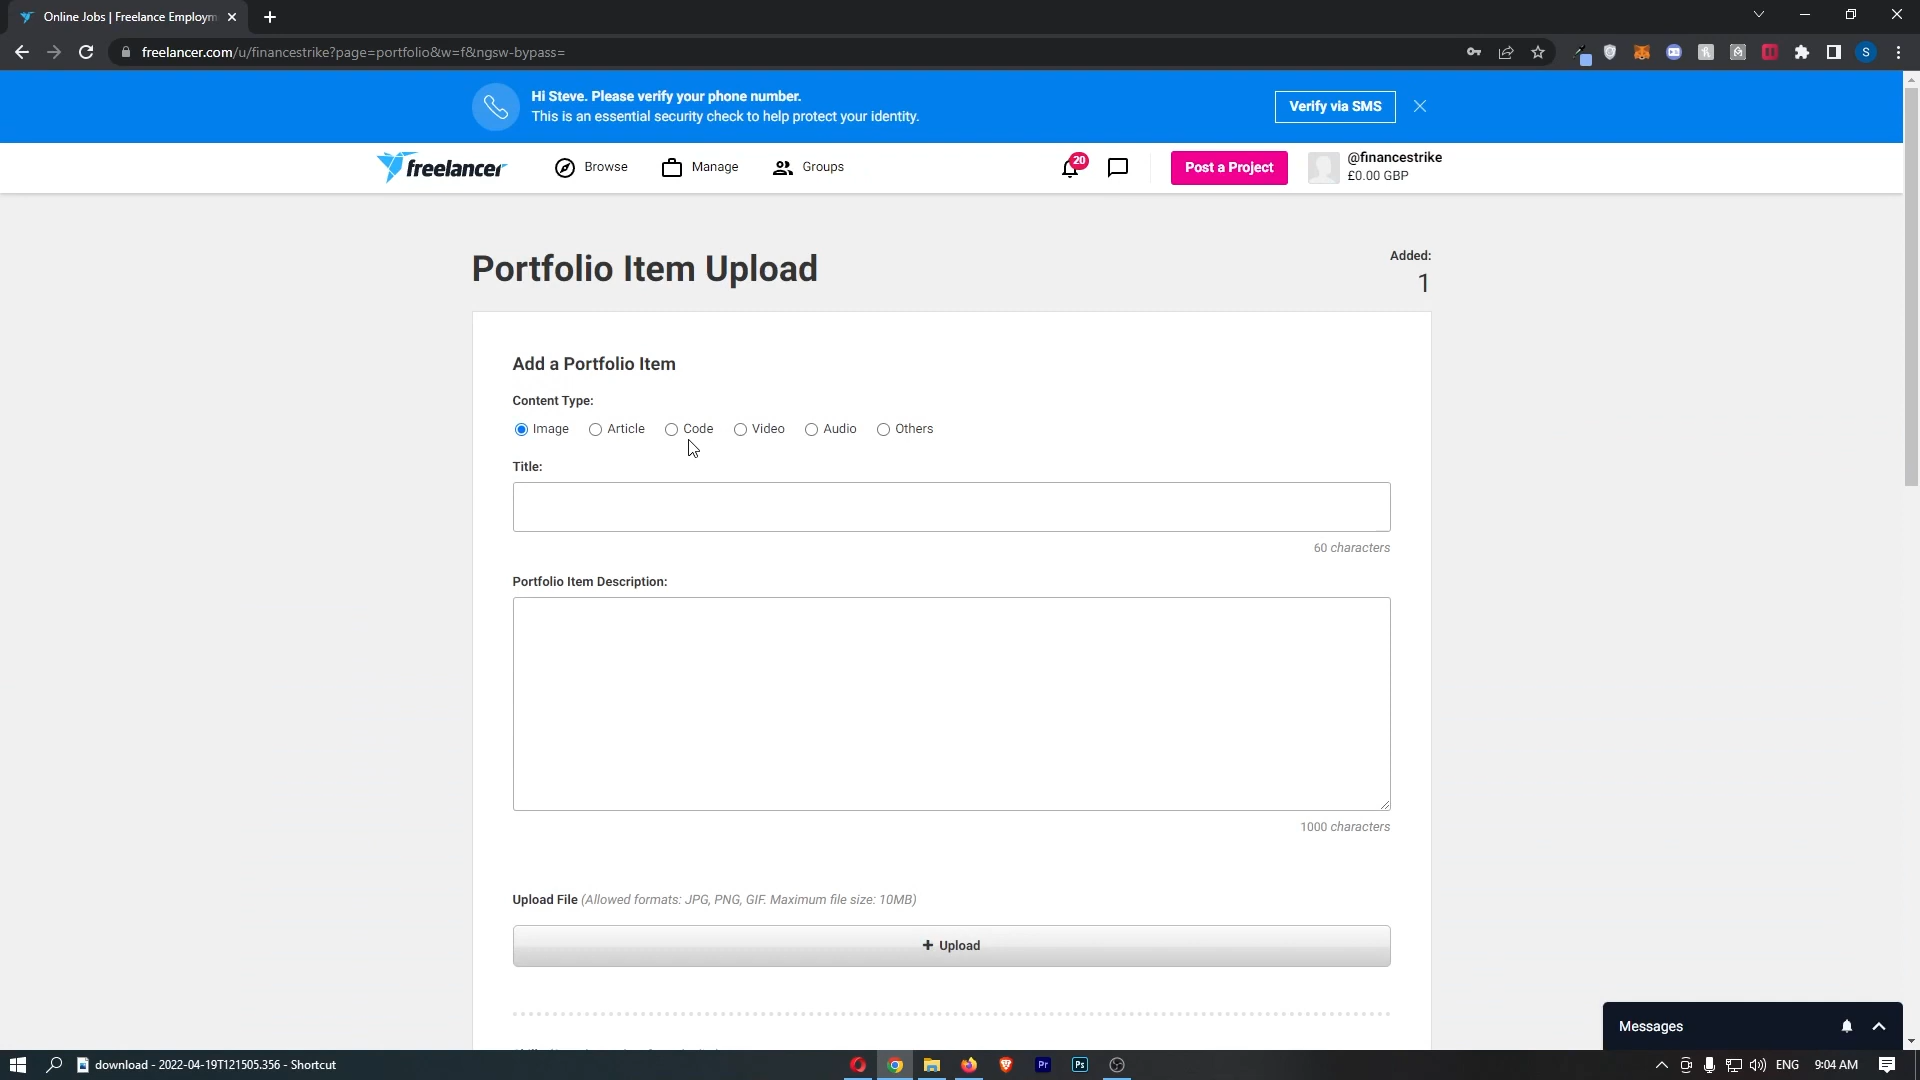 Online Jobs | Freelance Employm
freelancer.com/u/financestrike?page=portfolio&w=f&ngsw-bypass=
S
Hi Steve. Please verify your phone number.
This is an essential security check to help protect your identity.
Verify via SMS
freelancer
Browse
Manage
Groups
20
Post a Project
@financestrike
£0.00 GBP
Portfolio Item Upload
Added:
1
Add a Portfolio Item
Content Type:
Image
Article
Code
Video
Audio
Others
Title:
60 characters
Portfolio Item Description:
1000 characters
Upload File (Allowed formats: JPG, PNG, GIF. Maximum file size: 10MB)
+ Upload
Messages
download - 2022-04-19T121505.356 - Shortcut
Pr
Ps
ENG
9:04 AM